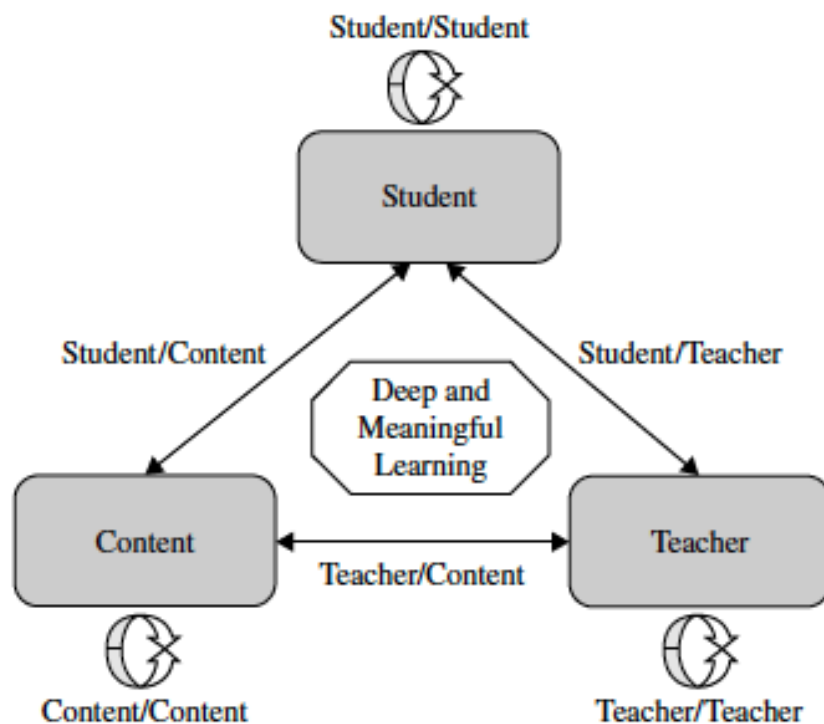 Student/Student
Student
Student/Content
Student/Teacher
Deep and
Meaningful
Learning
Content
Teacher
Teacher/Content
Content/Content
Teacher/Teacher